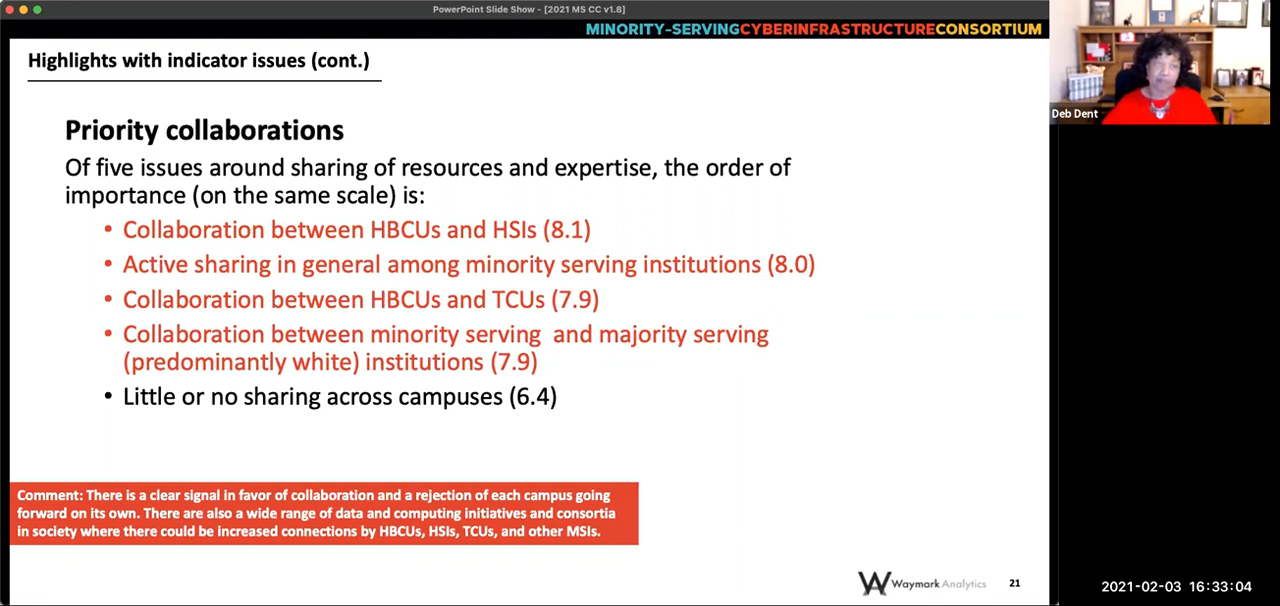 PowerPoint Slide Show - [2021 MS CC v1.8]
MINORITY-SERVINGCYBERINFRASTRUCTURECONSORTIUM
Highlights with indicator issues (cont.)
Deb Dent
Priority collaborations
Of five issues around sharing of resources and expertise, the order of
importance (on the same scale) is:
• Collaboration between HBCUs and HSIs (8.1)
• Active sharing in general among minority serving institutions (8.0)
• Collaboration between HBCUs and TCUs (7.9)
• Collaboration between minority serving and majority serving
(predominantly white) institutions (7.9)
• Little or no sharing across campuses (6.4)
Comment: There is a clear signal in favor of collaboration and a rejection of each campus going
forward on its own. There are also a wide range of data and computing initiatives and consortia
in society where there could be increased connections by HBCUs, HSIs, TCUs, and other MSIs.
Waymark Analytics
21
2021-02-03 16:33:04